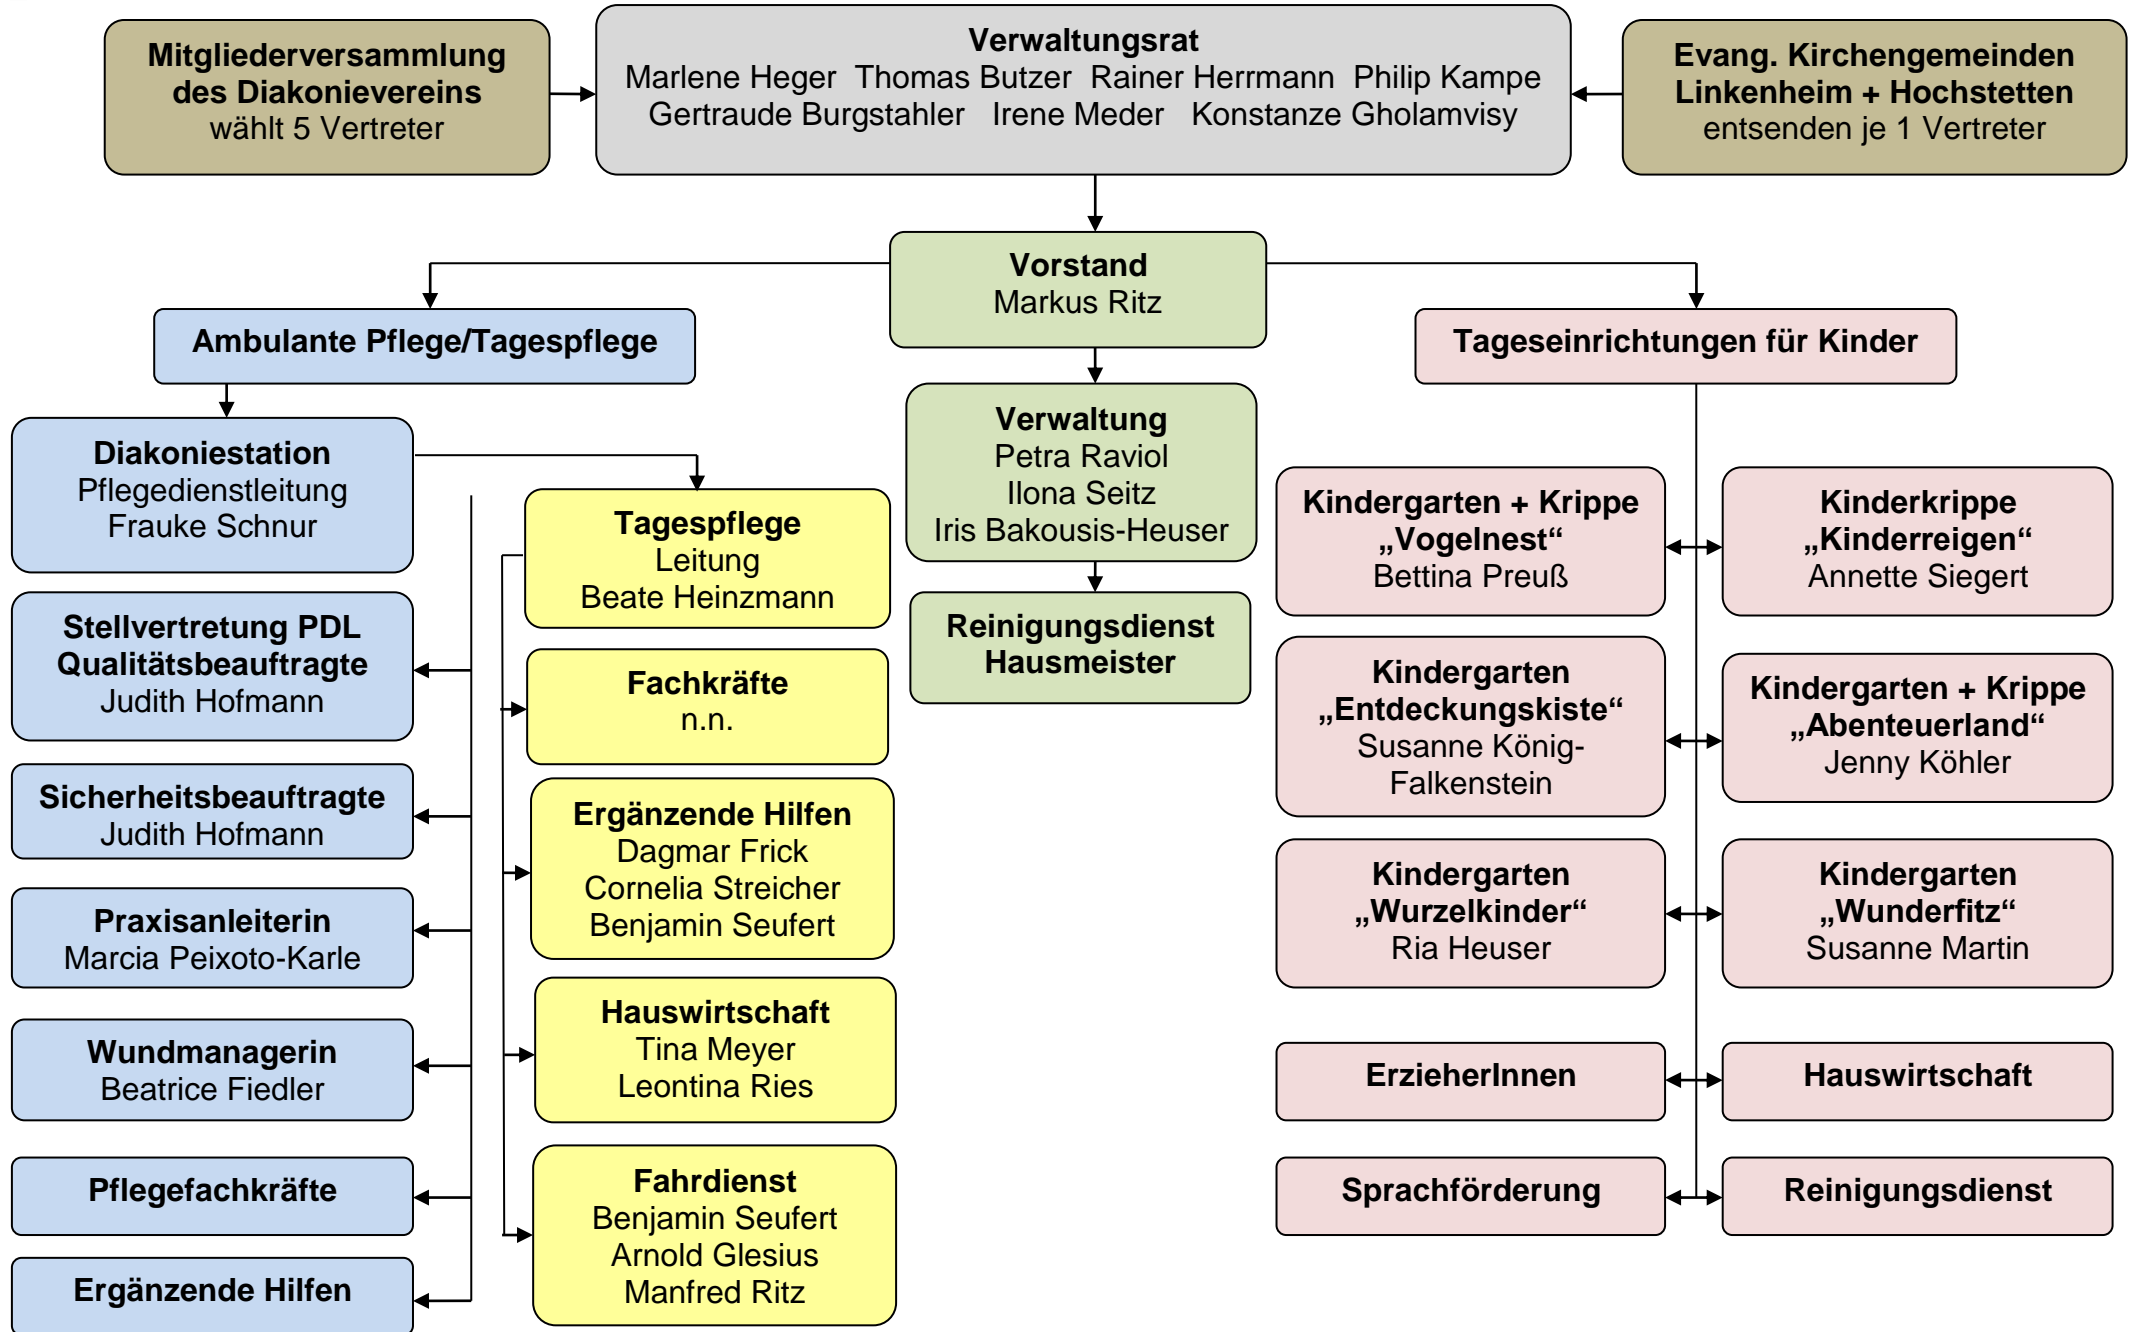 Mitgliederversammlung
des Diakonievereins
wählt 5 Vertreter
Verwaltungsrat
Marlene Heger Thomas Butzer Rainer Herrmann Philip Kampe
Gertraude Burgstahler Irene Meder Konstanze Gholamvisy
Evang. Kirchengemeinden
Linkenheim + Hochstetten
entsenden je 1 Vertreter
Vorstand
Markus Ritz
Ambulante Pflege/Tagespflege
Tageseinrichtungen für Kinder
Diakoniestation
Pflegedienstleitung
Frauke Schnur
Stellvertretung PDL
Qualitätsbeauftragte
Judith Hofmann
Sicherheitsbeauftragte
Judith Hofmann
Praxisanleiterin
Marcia Peixoto-Karle
Wundmanagerin
Beatrice Fiedler
Pflegefachkräfte
Ergänzende Hilfen
Tagespflege
Leitung
Beate Heinzmann
Fachkräfte
n.n.
Ergänzende Hilfen
Dagmar Frick
Cornelia Streicher
Benjamin Seufert
Hauswirtschaft
Tina Meyer
Leontina Ries
Fahrdienst
Benjamin Seufert
Arnold Glesius
Manfred Ritz
Verwaltung
Petra Raviol
Ilona Seitz
Iris Bakousis-Heuser
Reinigungsdienst
Hausmeister
Kindergarten + Krippe
„Vogelnest“
Bettina Preuß
Kinderkrippe
„Kinderreigen“
Annette Siegert
Kindergarten
„Entdeckungskiste“
Susanne König-
Falkenstein
Kindergarten + Krippe
„Abenteuerland“
Jenny Köhler
Kindergarten
„Wurzelkinder“
Ria Heuser
Kindergarten
„Wunderfitz“
Susanne Martin
ErzieherInnen
Hauswirtschaft
Sprachförderung
Reinigungsdienst